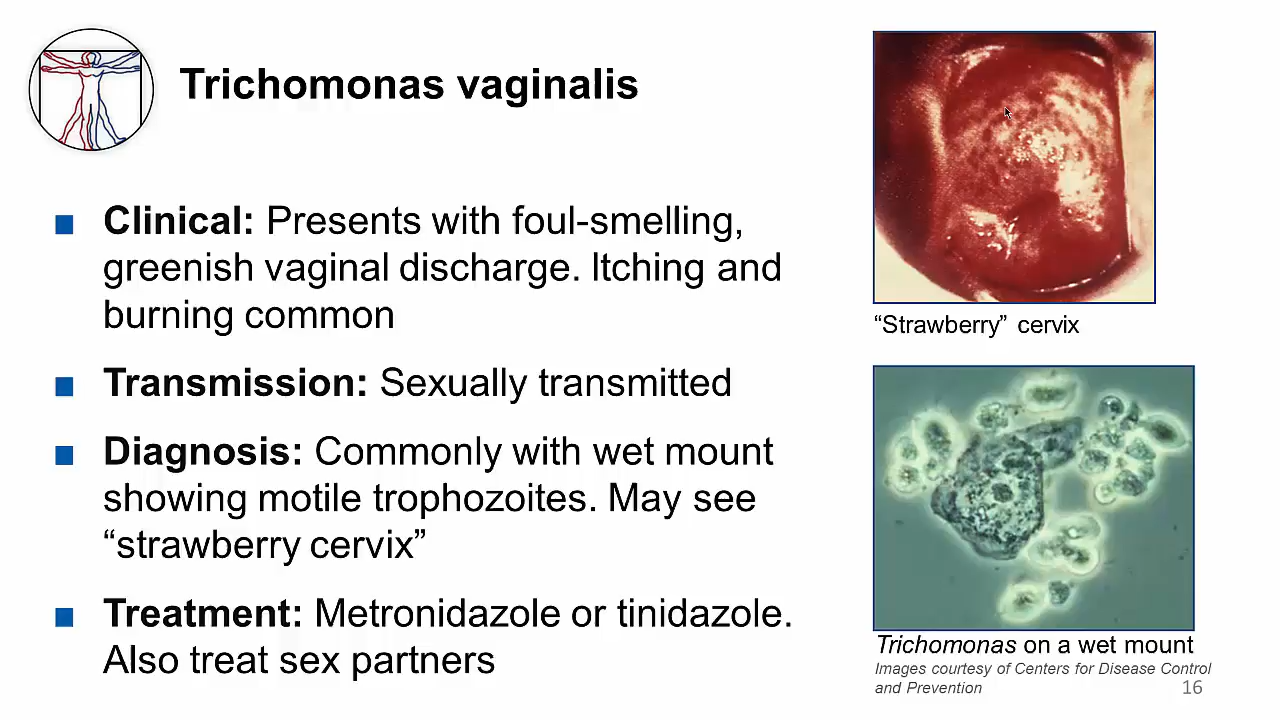 Trichomonas vaginalis
■ Clinical: Presents with foul-smelling,
greenish vaginal discharge. Itching and
burning common
■ Transmission: Sexually transmitted
■ Diagnosis: Commonly with wet mount
showing motile trophozoites. May see
“strawberry cervix”
■ Treatment: Metronidazole or tinidazole.
Also treat sex partners
“Strawberry” cervix
Trichomonas on a wet mount
Images courtesy of Centers for Disease Control
and Prevention
16